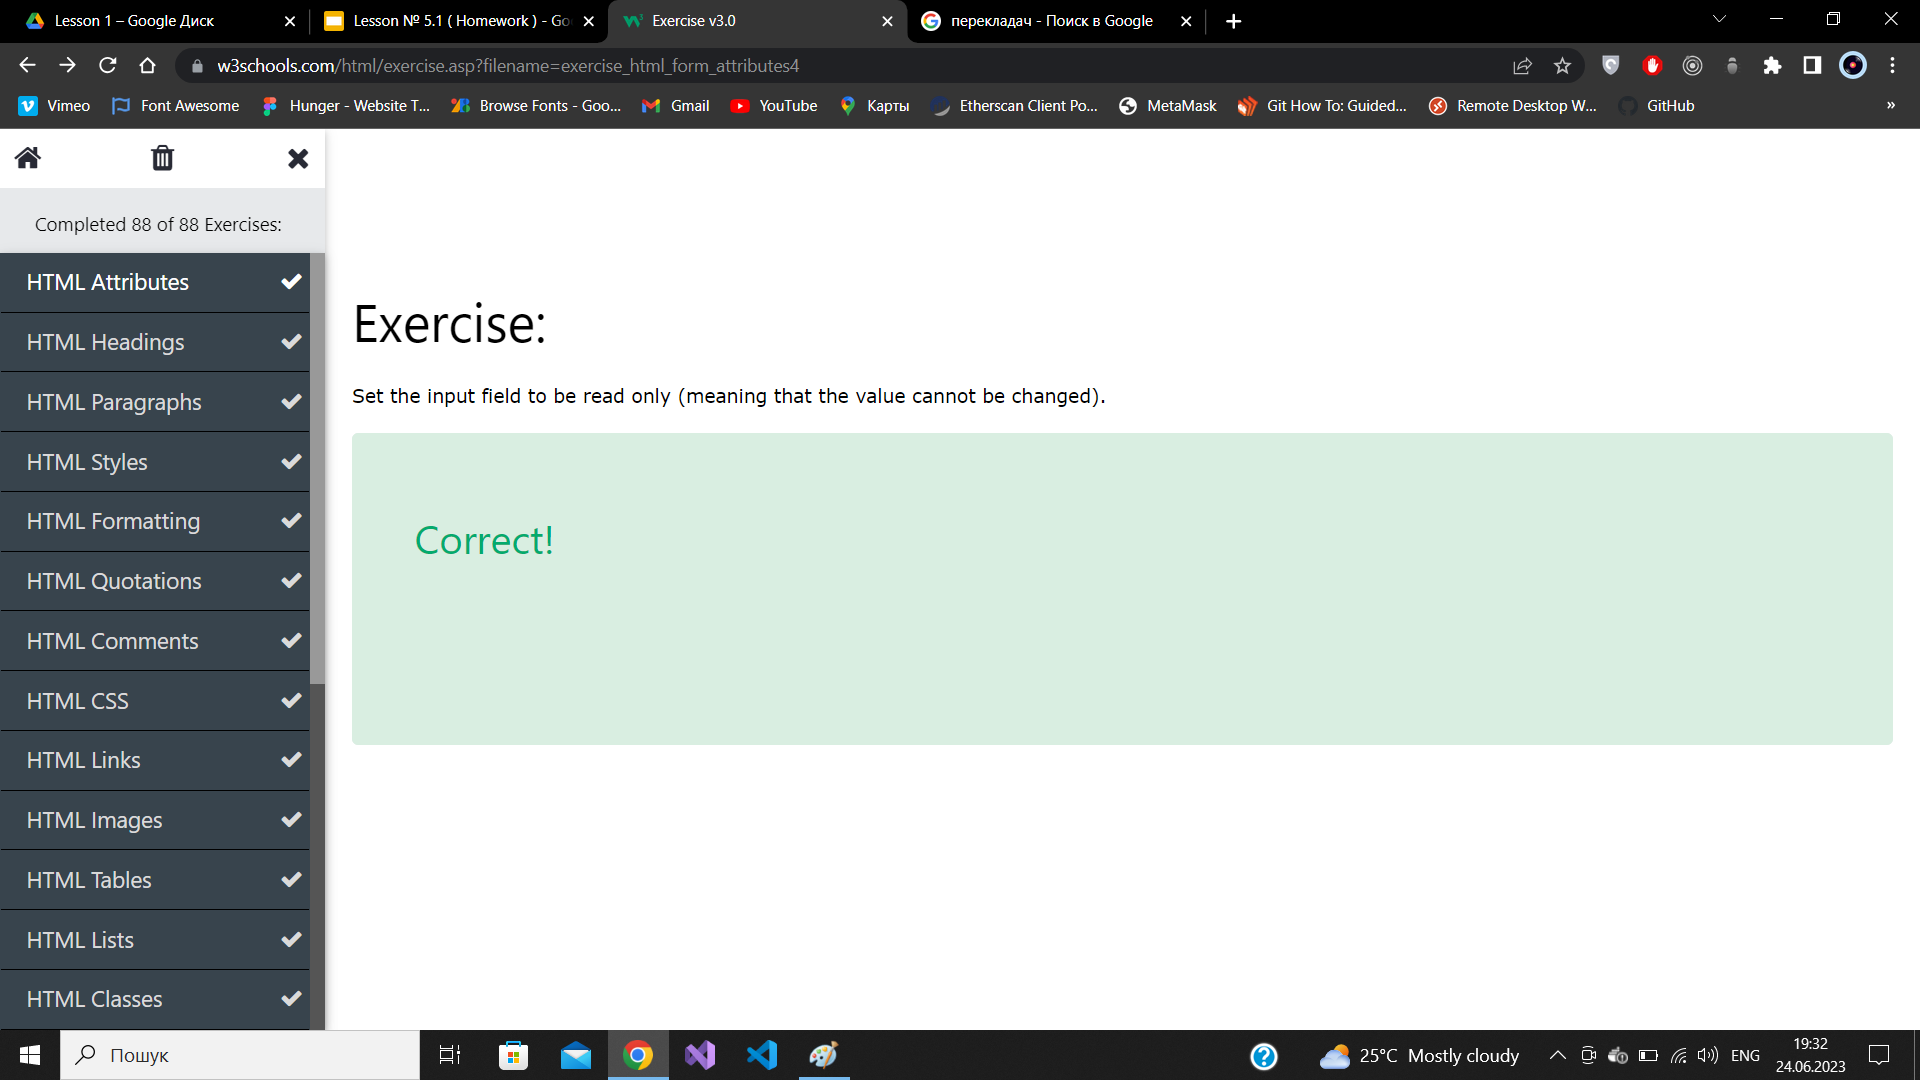 Lesson 1 – Google Диск
Lesson № 5.1 ( Homework ) - Go
Exercise v3.0
перекладач - Поиск в Google
w3schools.com/html/exercise.asp?filename=exercise_html_form_attributes4
Vimeo
Font Awesome
Hunger - Website T...
Browse Fonts - Goo...
Gmail
YouTube
Карты
Etherscan Client Po...
MetaMask
Git How To: Guided...
Remote Desktop W...
GitHub
»
Completed 88 of 88 Exercises:
HTML Attributes
HTML Headings
HTML Paragraphs
HTML Styles
HTML Formatting
HTML Quotations
HTML Comments
HTML CSS
HTML Links
HTML Images
HTML Tables
HTML Lists
HTML Classes
Exercise:
Set the input field to be read only (meaning that the value cannot be changed).
Correct!
Пошук
25°C Mostly cloudy
ENG
19:32
24.06.2023